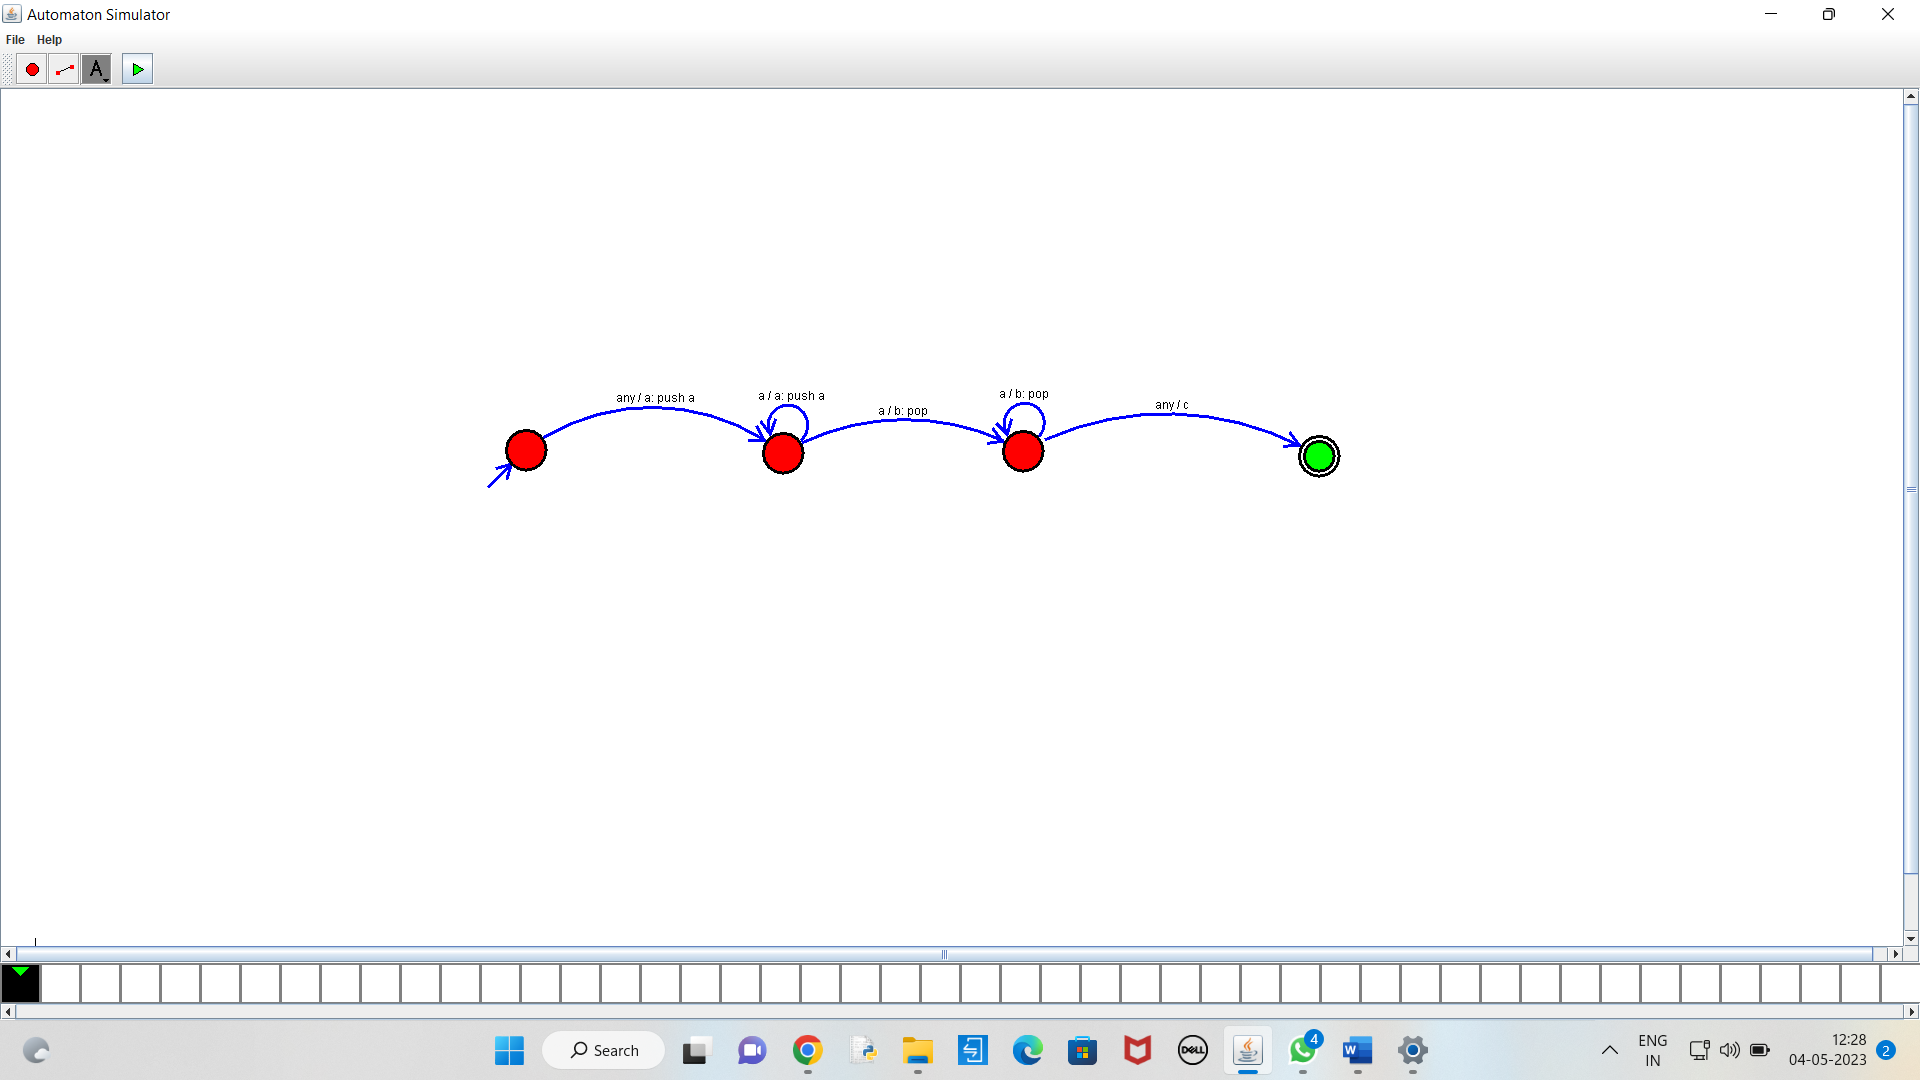 Automaton Simulator
File Help
A
any / a: push a
a / a: push a
a / b: pop
a / b: pop
any / c
Search
DELL
4
W
ENG
IN
12:28
04-05-2023
2